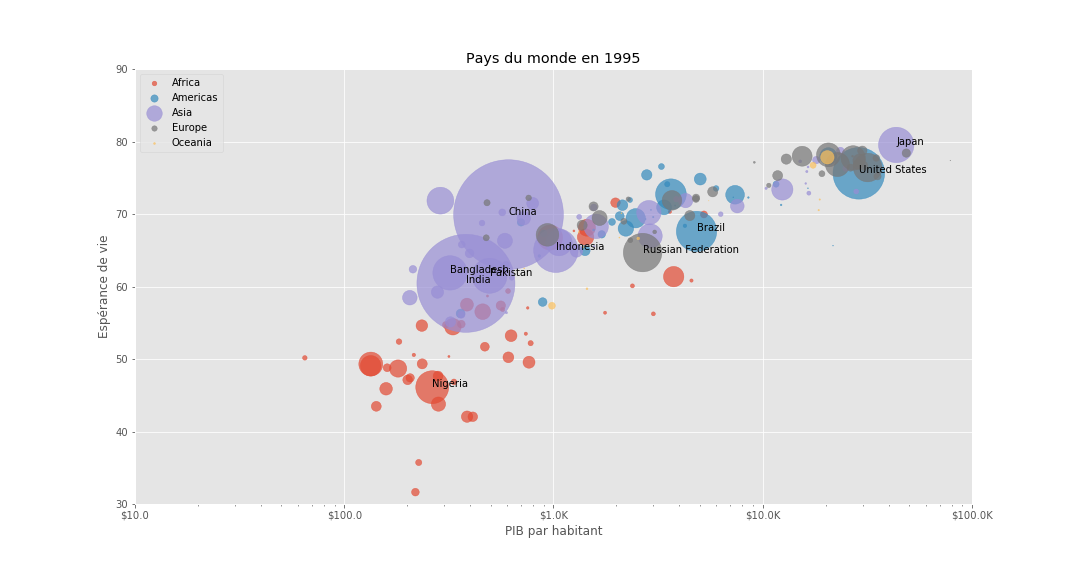 Pays du monde en 1995
Africa
Americas
Asia
Europe
Oceania
90
80
70
60
50
40
30
Espérance de vie
Japan
United States
China
Brazil
Indonesia
Russian Federation
Bangladesh
Pakistan
India
Nigeria
$10.0
$100.0
$1.0K
$10.0K
$100.0K
PIB par habitant